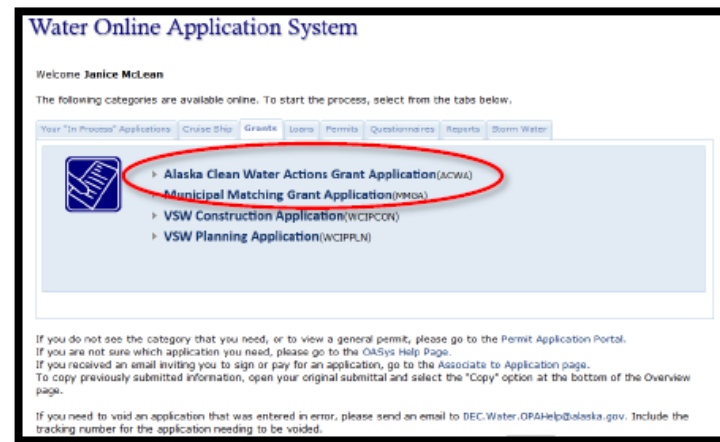 Water Online Application System
Welcome Janice McLean
The following categories are available online. To start the process, select from the tabs below.
Your "In Process" Applications Cruise Ship Grants Loans Permits Questionnaires Reports Storm Water
Alaska Clean Water Actions Grant Application(ACWA)
Municipal Matching Grant Application(MMGA)
VSW Construction Application(WCIPCON)
VSW Planning Application(WCIPPLN)
If you do not see the category that you need, or to view a general permit, please go to the Permit Application Portal.
If you are not sure which application you need, please go to the OASys Help Page.
If you received an email inviting you to sign or pay for an application, go to the Associate to Application page.
To copy previously submitted information, open your original submittal and select the "Copy" option at the bottom of the Overview
page.
If you need to void an application that was entered in error, please send an email to DEC.Water.OPAHelp@alaska.gov. Include the
tracking number for the application needing to be voided.